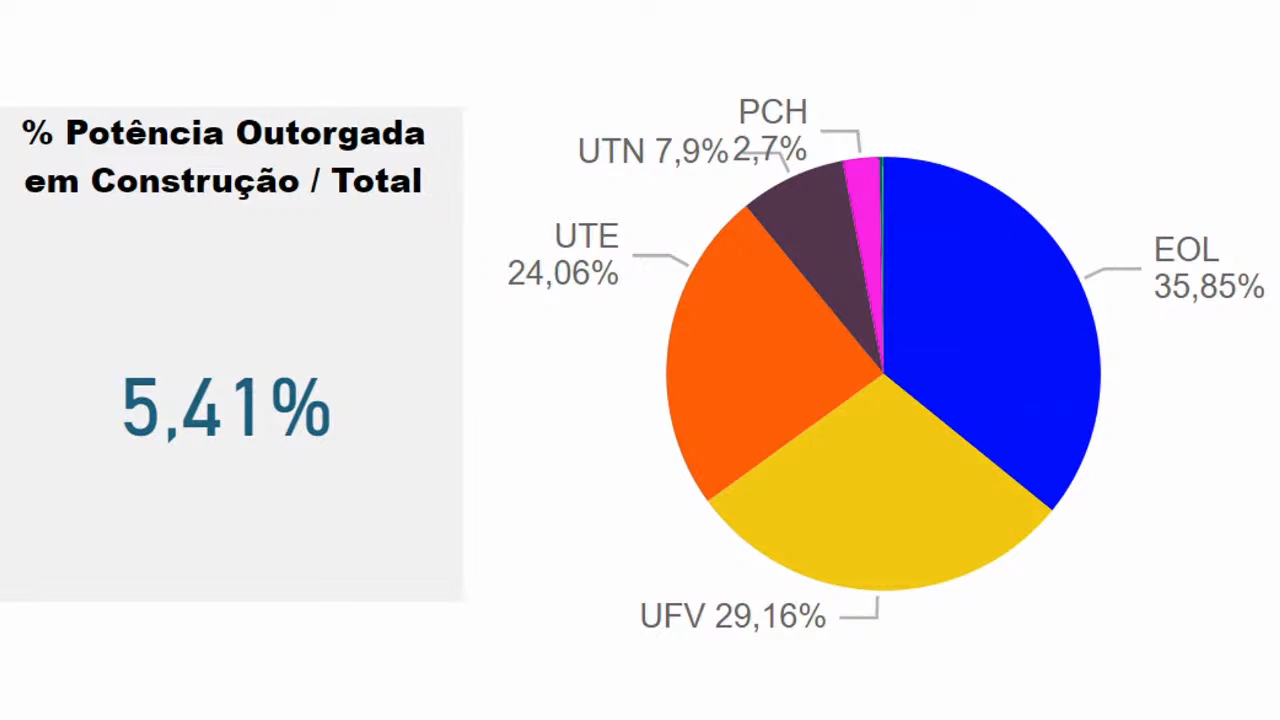 % Potência Outorgada
em Construção / Total
5,41%
PCH
2,7%
UTN 7,9%
UTE
24,06%
EOL
35,85%
UFV 29,16%